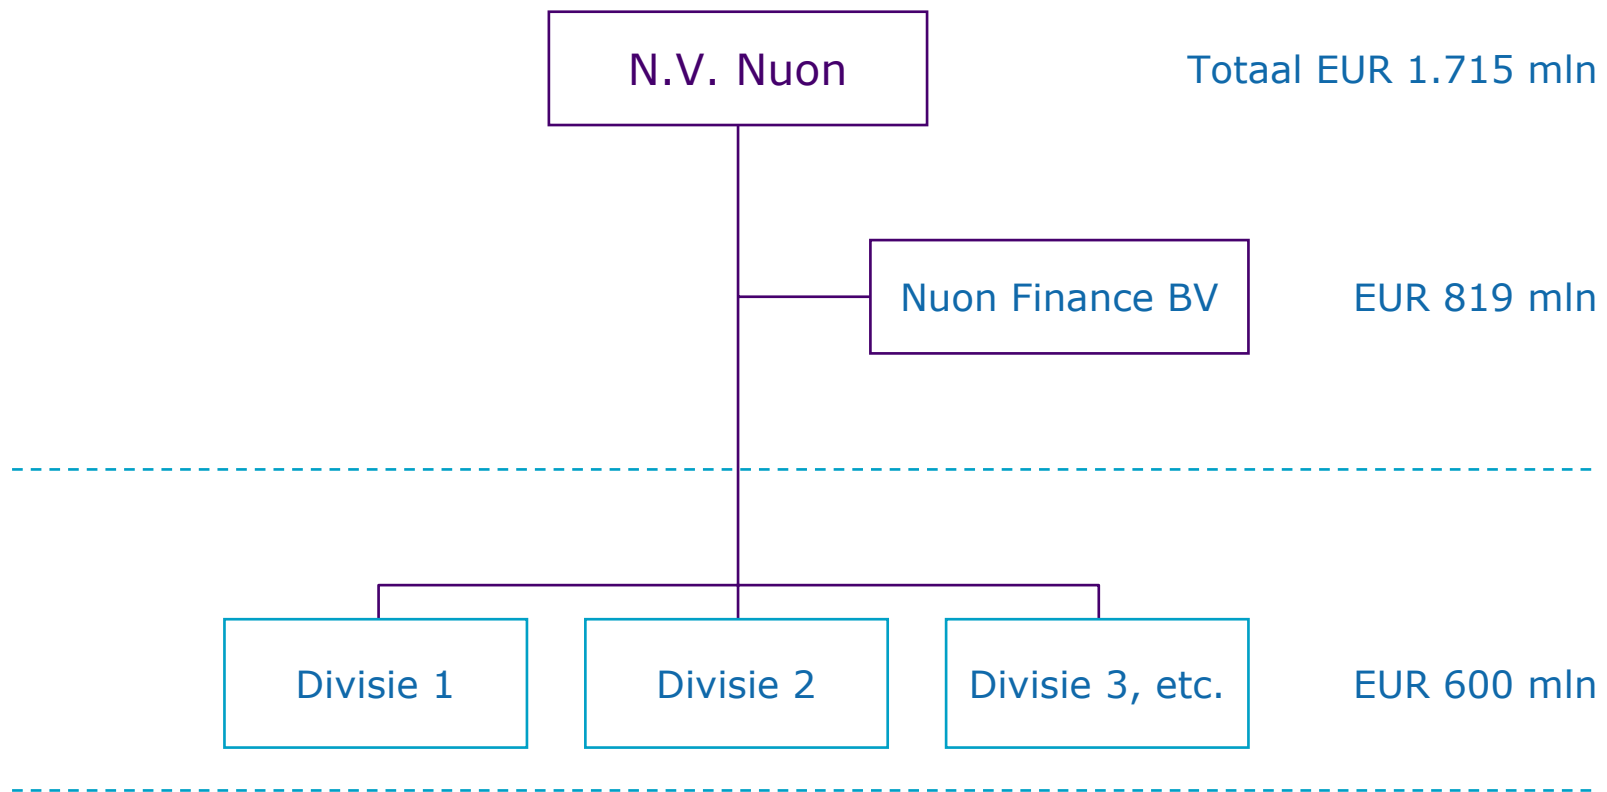 N.V. Nuon
Totaal EUR 1.715 mln
Nuon Finance BV
EUR 819 mln
Divisie 1
Divisie 2
Divisie 3, etc.
EUR 600 mln